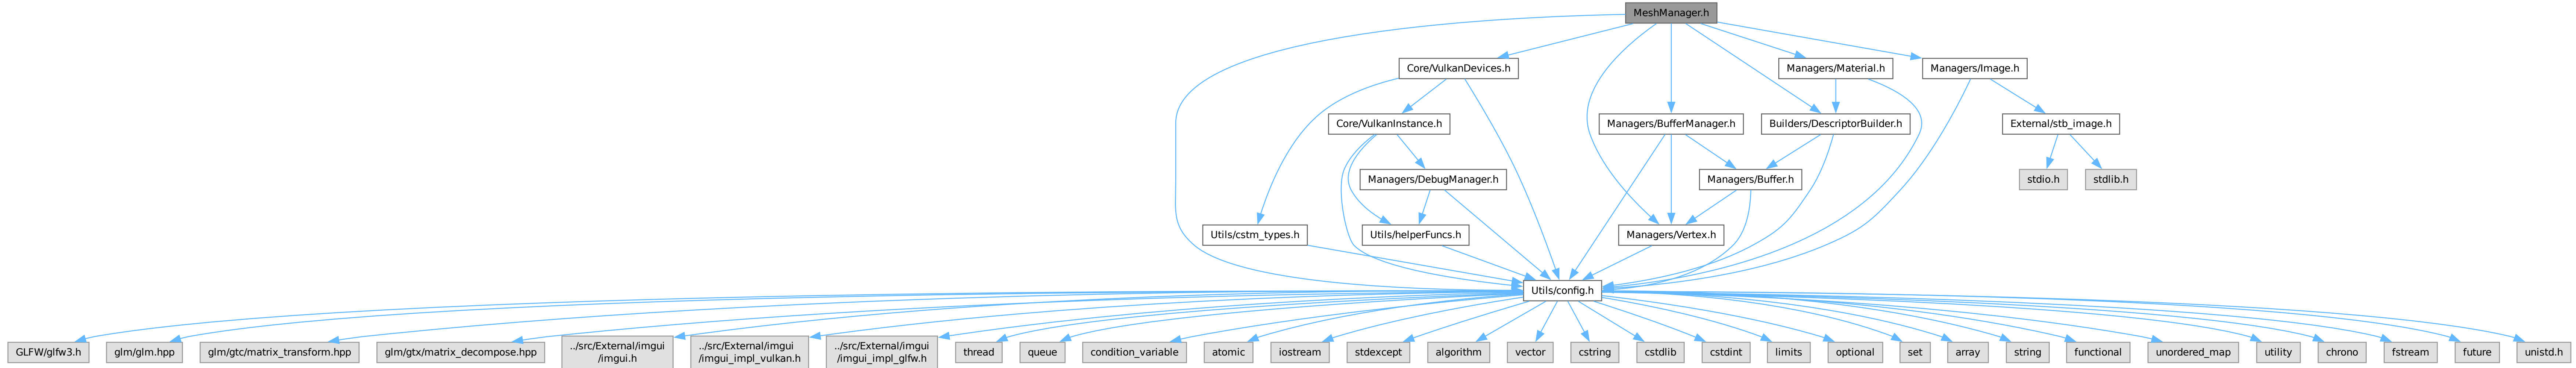 MeshManager.h
Core/VulkanDevices.h
Managers/Material.h
Managers/Image.h
Core/VulkanInstance.h
Managers/BufferManager.h
Builders/DescriptorBuilder.h
External/stb_image.h
Managers/DebugManager.h
Managers/Buffer.h
stdio.h
stdlib.h
Utils/cstm_types.h
Utils/helperFuncs.h
Managers/Vertex.h
Utils/config.h
GLFW/glfw3.h
glm/glm.hpp
glm/gtc/matrix_transform.hpp
glm/gtx/matrix_decompose.hpp
../src/External/imgui
/imgui.h
../src/External/imgui
/imgui_impl_vulkan.h
../src/External/imgui
/imgui_impl_glfw.h
thread
queue
condition_variable
atomic
iostream
stdexcept
algorithm
vector
cstring
cstdlib
cstdint
limits
optional
set
array
string
functional
unordered_map
utility
chrono
fstream
future
unistd.h